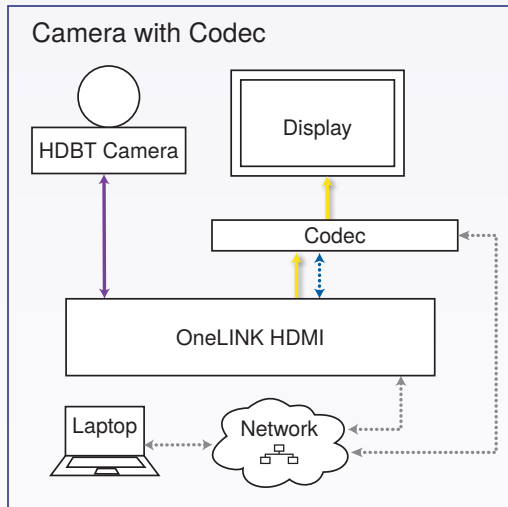 Camera with Codec
HDBT Camera
Display
Codec
OneLINK HDMI
Laptop
Network